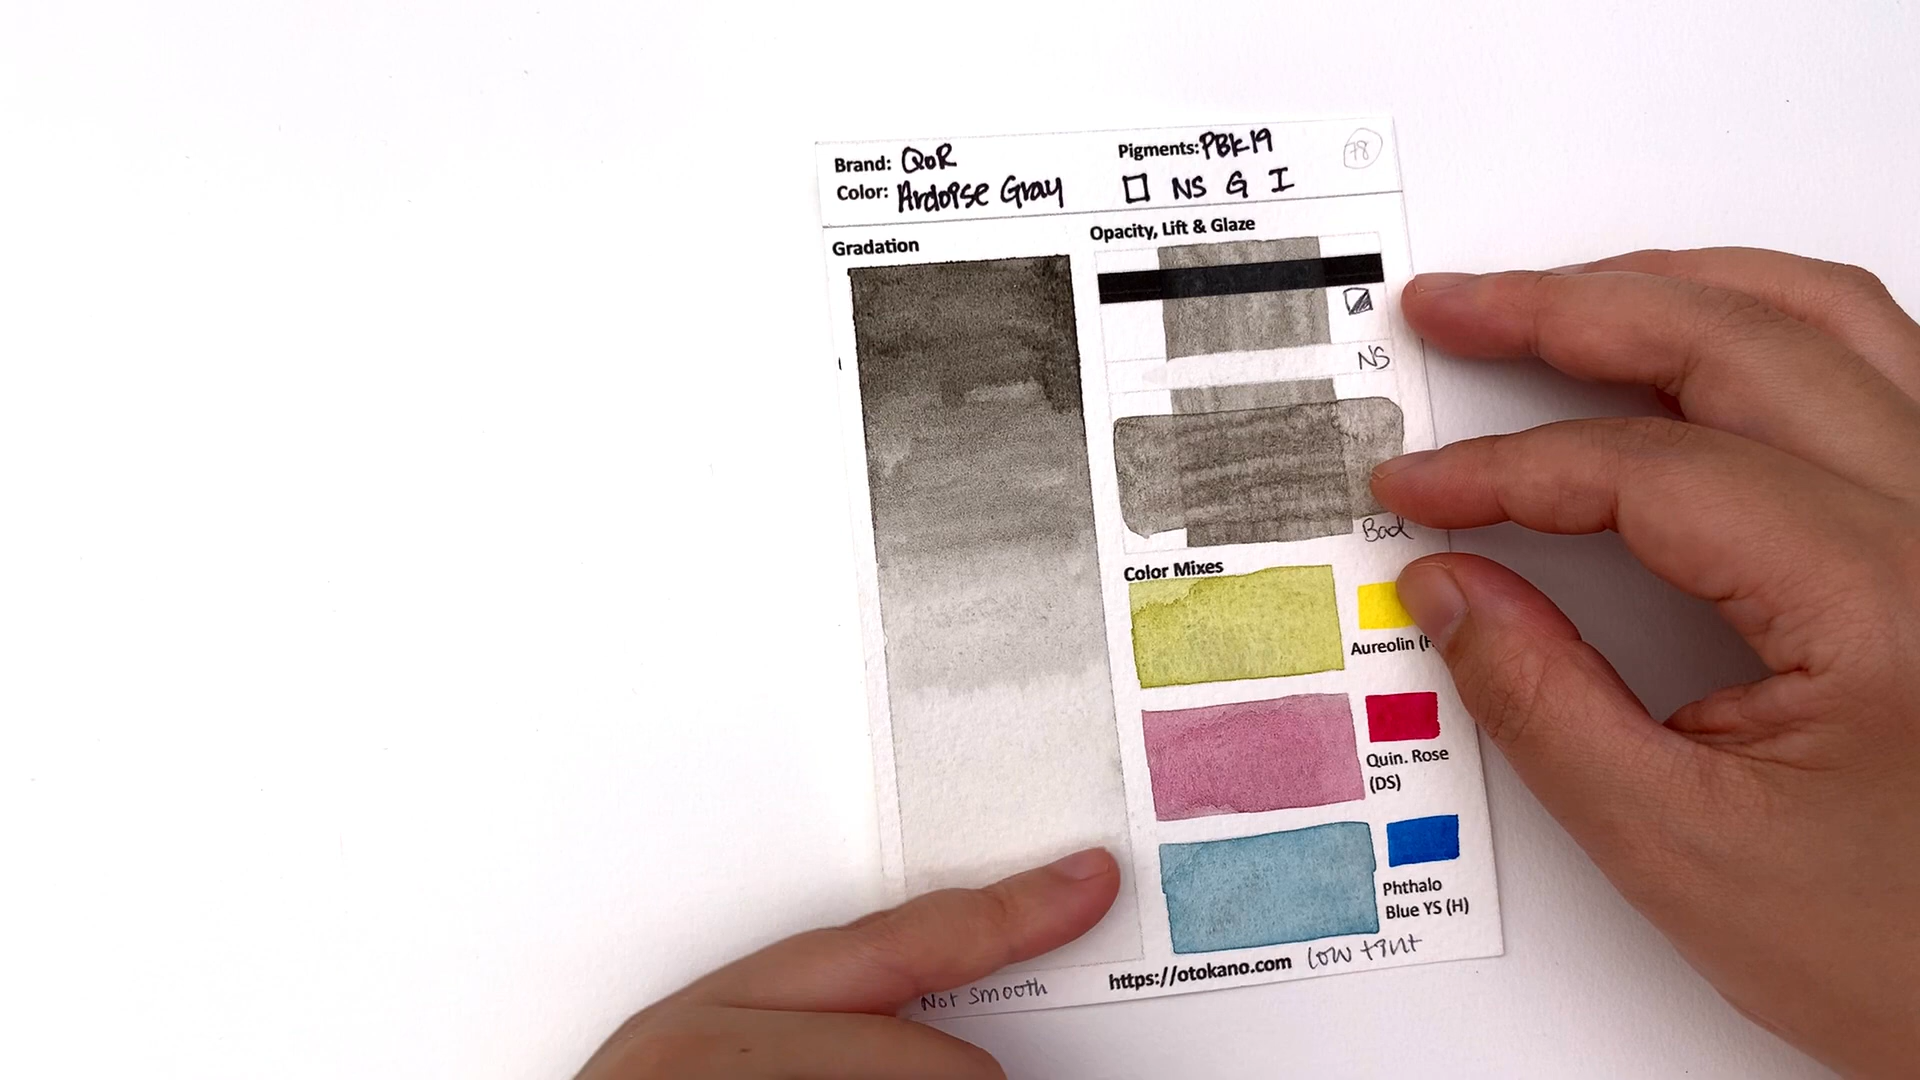 Brand: QoR
Color: Ardoise Gray
Pigments: PBk19
NS G I
78
Gradation
Opacity, Lift & Glaze
NS
Bad
Color Mixes
Aureolin (H
Quin. Rose
(DS)
Phthalo
Blue YS (H)
Not smooth
https://otokano.com low tint